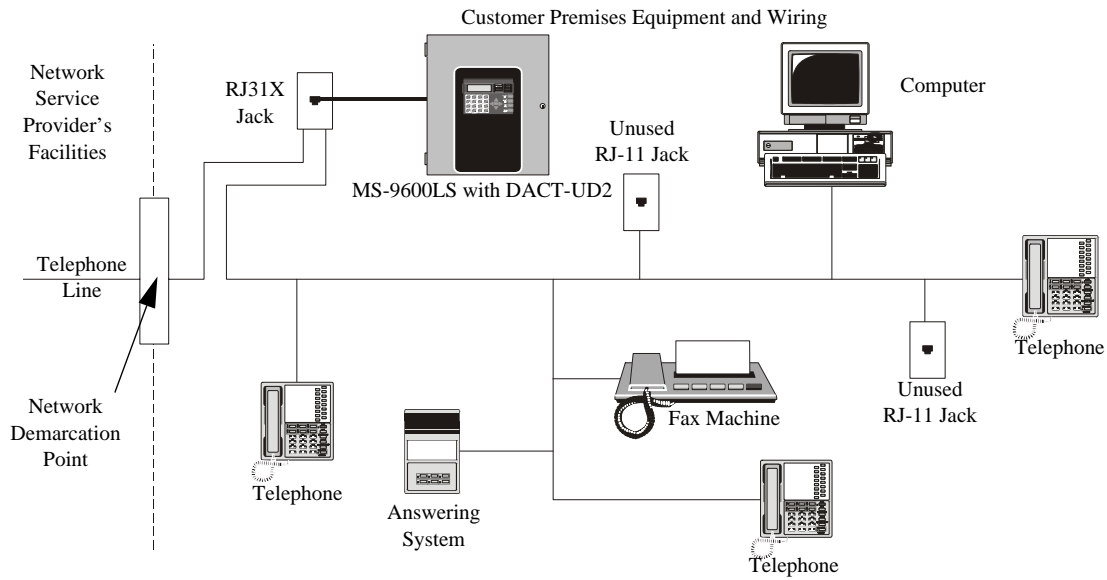 Customer Premises Equipment and Wiring
Network
Service
Provider's
Facilities
RJ31X
Jack
MS-9600LS with DACT-UD2
Unused
RJ-11 Jack
Computer
Telephone
Line
Network
Demarcation
Point
Telephone
Answering
System
Fax Machine
Telephone
Unused
RJ-11 Jack
Telephone